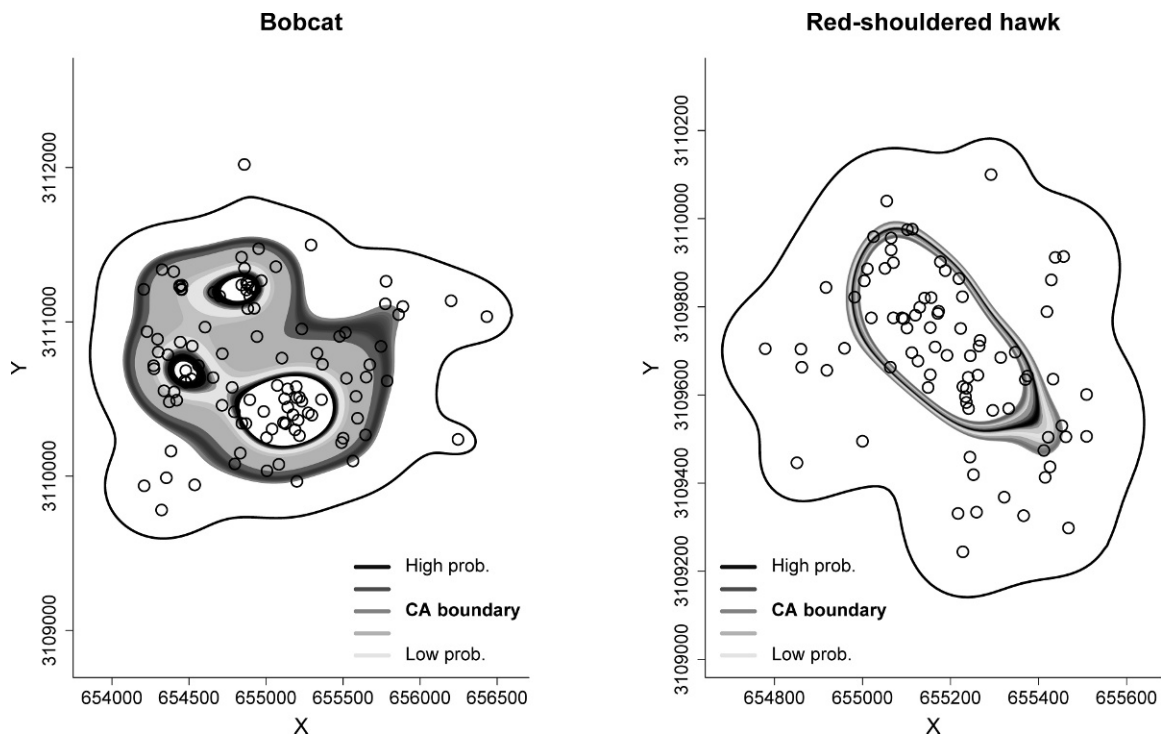 Bobcat
Y
3112000
3111000
3110000
3109000
High prob.
CA boundary
Low prob.
654000 654500 655000 655500 656000 656500
X
Red-shouldered hawk
Y
3110200
3110000
3109800
3109600
3109400
3109200
3109000
High prob.
CA boundary
Low prob.
654800 655000 655200 655400 655600
X